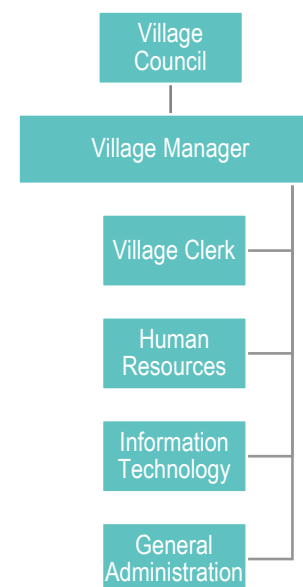 Village
Council
Village Manager
Village Clerk
Human
Resources
Information
Technology
General
Administration